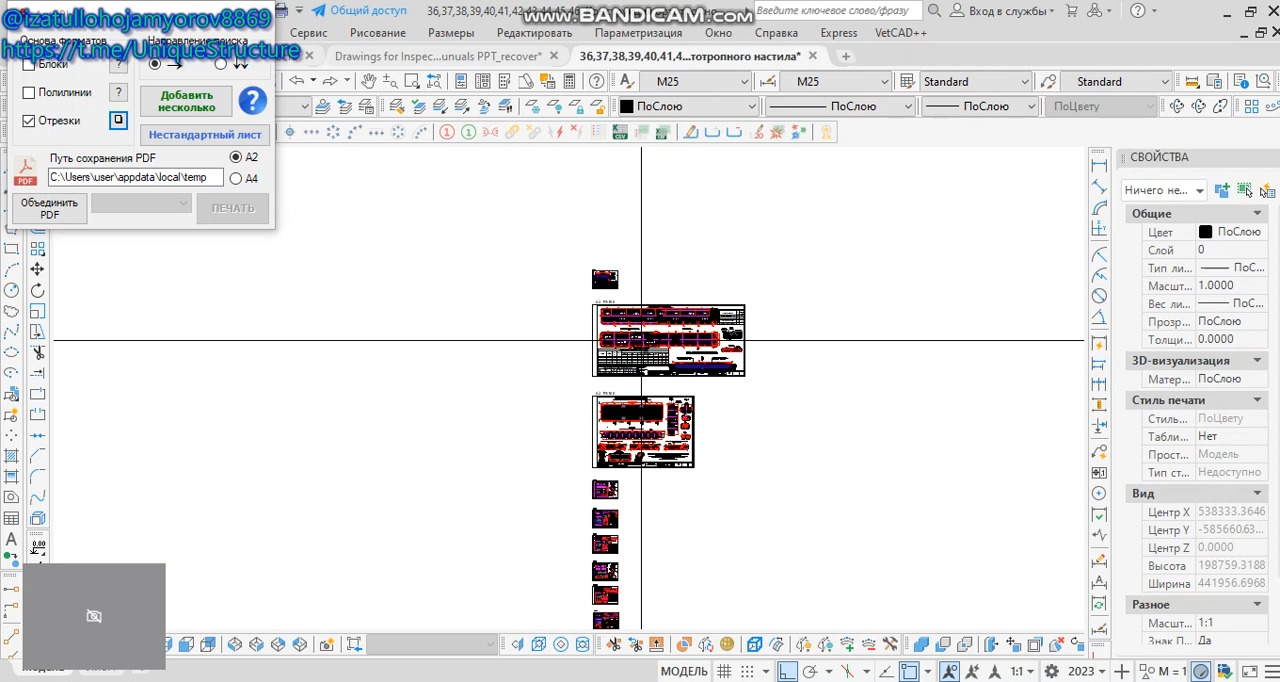 @izatullohojamyorov8869
https://t.me/UniqueStructure
Общий доступ
36,37,38,39,40,41,42,43,44,45,46
WWW.BANDICAM.COM
Введите ключевое слово/фразу
Вход в службы
Сервис
Рисование
Размеры
Редактировать
Параметризация
Окно
Справка
Express
VetCAD++
Основа форматов
Направление поиска
Drawings for Inspec...unuals PPT_recover*
36,37,38,39,40,41,4...тотропного настила*
Блоки
?
Полилинии
?
Отрезки
Добавить несколько
?
Нестандартный лист
M25
M25
Standard
Standard
ПоСлою
ПоСлою
ПоСлою
ПоЦвету
Путь сохранения PDF
C:\Users\user\appdata\local\temp
A2
A4
PDF
Объединить PDF
ПЕЧАТЬ
СВОЙСТВА
Ничего не...
Общие
Цвет
ПоСлою
Слой
0
Тип ли...
ПоС...
Масшт...
1.0000
Вес ли...
ПоС...
Прозр...
ПоСлою
Толщи...
0.0000
3D-визуализация
Матер...
ПоСлою
Стиль печати
Стиль...
ПоЦвету
Табли...
Нет
Прост...
Модель
Тип ст...
Недоступно
Вид
Центр X
538333.3646
Центр Y
-585660.63...
Центр Z
0.0000
Высота
198759.3188
Ширина
441956.6968
Разное
Масшт...
1:1
Знак П...
Да
МОДЕЛЬ
1:1
2023
М = 1